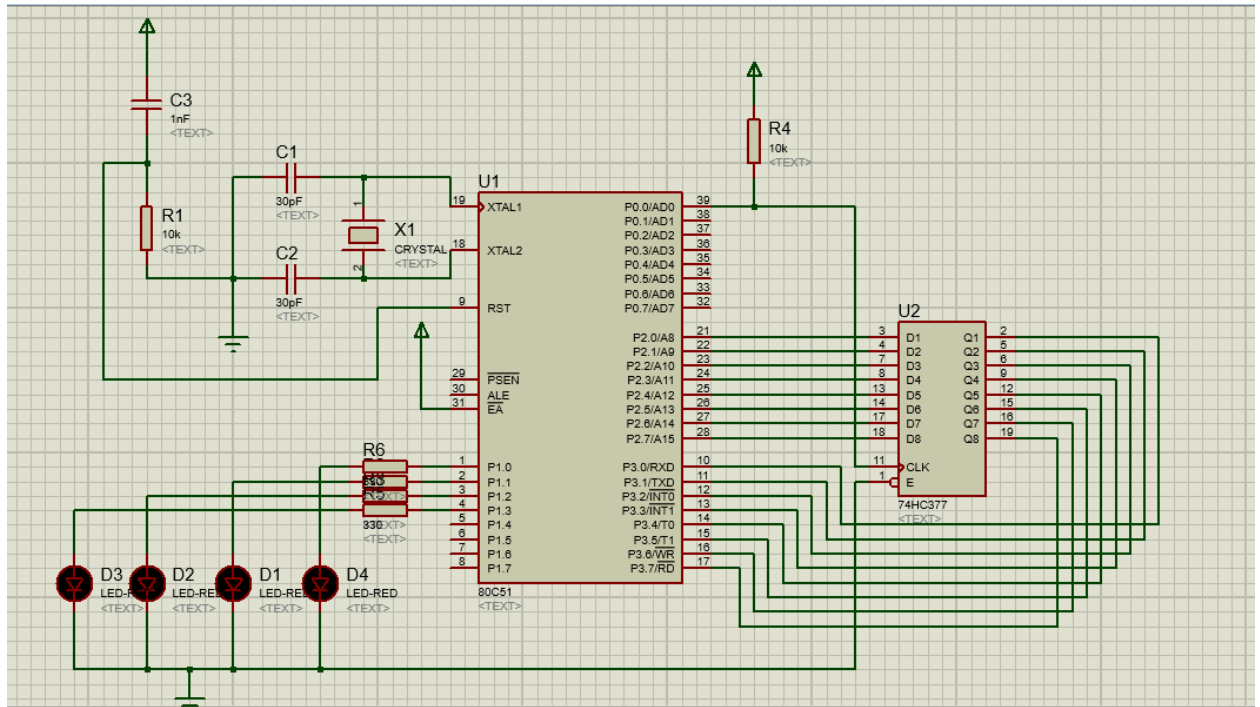 C3
1nF
<TEXT>
R1
10k
<TEXT>
C1
30pF
<TEXT>
C2
30pF
<TEXT>
1
X1
CRYSTAL
<TEXT>
2
R4
10k
<TEXT>
U1
19 XTAL1
18 XTAL2
9 RST
29 PSEN
30 ALE
31 EA
1 P1.0
2 P1.1
3 P1.2
4 P1.3
5 P1.4
6 P1.5
7 P1.6
8 P1.7
P0.0/AD0 39
P0.1/AD1 38
P0.2/AD2 37
P0.3/AD3 36
P0.4/AD4 35
P0.5/AD5 34
P0.6/AD6 33
P0.7/AD7 32
P2.0/A8 21
P2.1/A9 22
P2.2/A10 23
P2.3/A11 24
P2.4/A12 25
P2.5/A13 26
P2.6/A14 27
P2.7/A15 28
P3.0/RXD 10
P3.1/TXD 11
P3.2/INT0 12
P3.3/INT1 13
P3.4/T0 14
P3.5/T1 15
P3.6/WR 16
P3.7/RD 17
80C51
<TEXT>
U2
3 D1 Q1 2
4 D2 Q2 5
7 D3 Q3 6
8 D4 Q4 9
13 D5 Q5 12
14 D6 Q6 15
17 D7 Q7 16
18 D8 Q8 19
11 CLK
1 E
74HC377
<TEXT>
R6
R5
330
<TEXT>
D3
<TEXT>
D2
LED-RED
<TEXT>
D1
LED-RED
<TEXT>
D4
LED-RED
<TEXT>